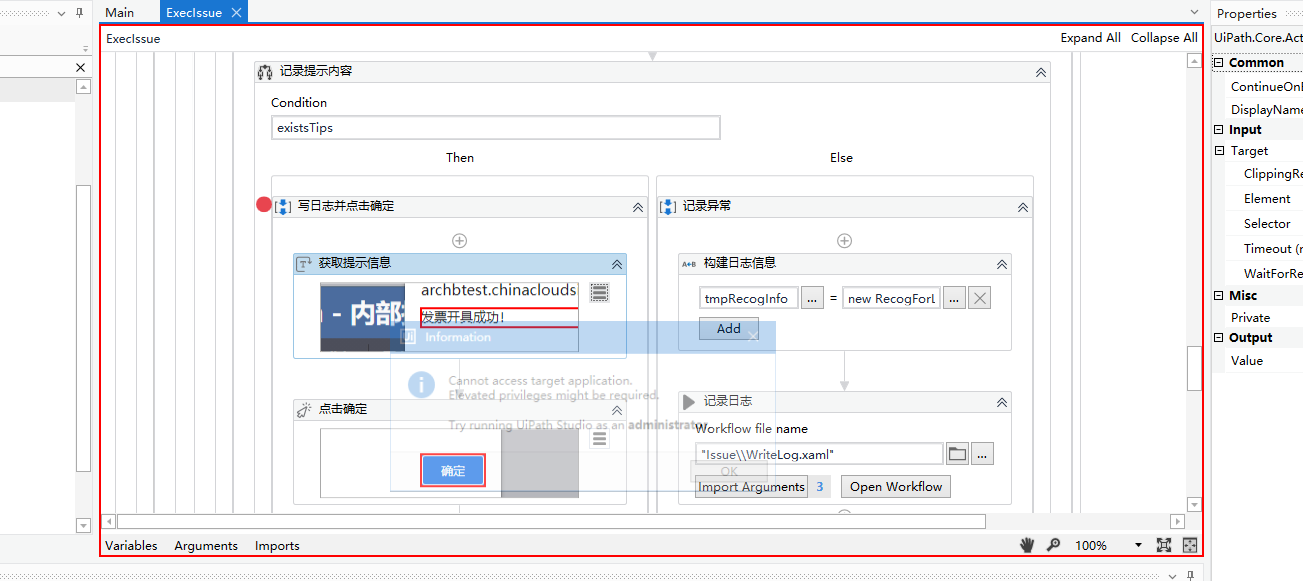 Main
ExecIssue
Properties
ExecIssue
Expand All
Collapse All
UiPath.Core.Act
Common
ContinueOnE
DisplayName
Input
Target
ClippingRe
Element
Selector
Timeout (m
WaitForRe
Misc
Private
Output
Value
记录提示内容
Condition
existsTips
Then
Else
写日志并点击确定
记录异常
获取提示信息
构建日志信息
archbtest.chinaclouds
- 内部
发票开具成功!
tmpRecogInfo
...
=
new RecogForl
...
Add
Ui
Information
Cannot access target application.
Elevated privileges might be required.
Try running UiPath Studio as an administrator.
OK
点击确定
确定
A+B
记录日志
Workflow file name
"Issue\\WriteLog.xaml"
...
Import Arguments
3
Open Workflow
Variables
Arguments
Imports
100%